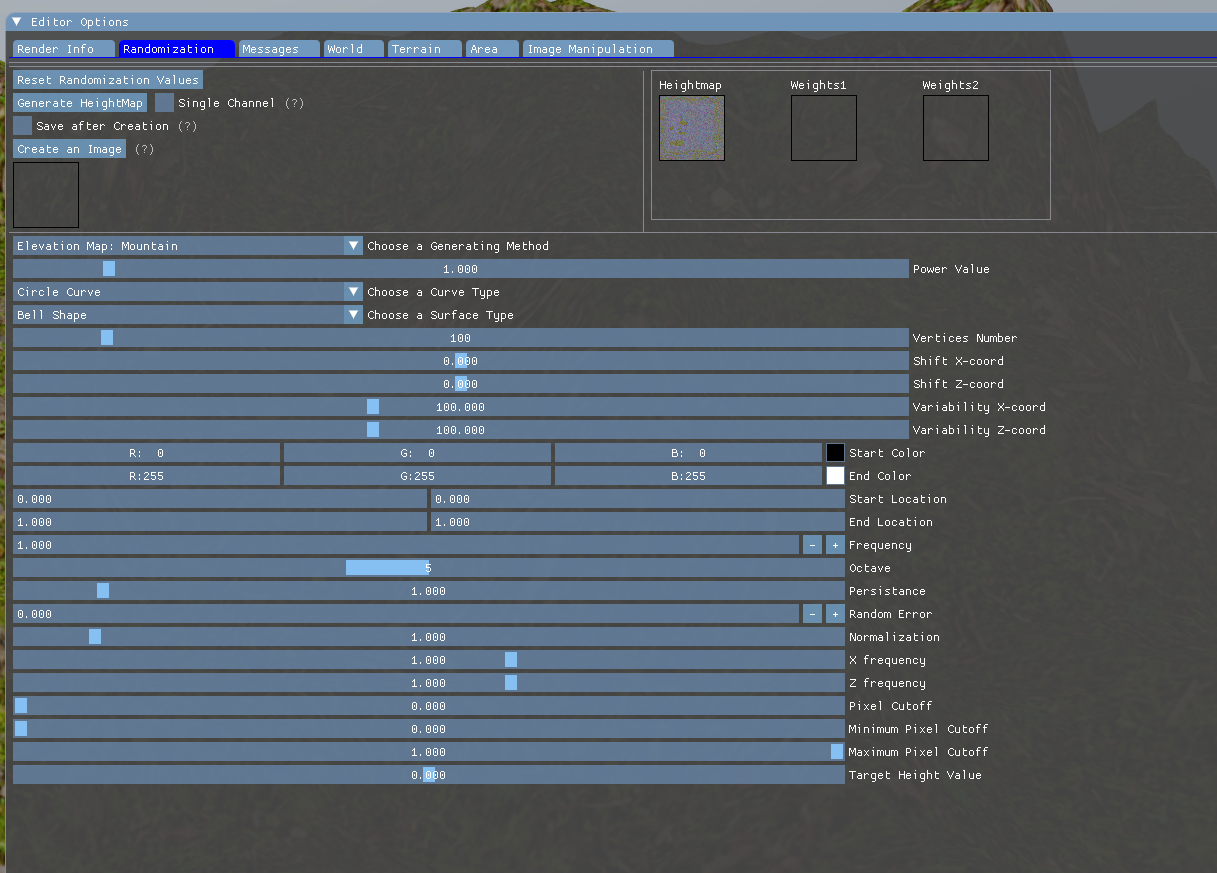 Editor Options
Render Info Randomization Messages World Terrain Area Image Manipulation
Reset Randomization Values
Generate HeightMap Single Channel (?)
Save after Creation (?)
Create an Image (?)
Heightmap Weights1 Weights2
Elevation Map: Mountain Choose a Generating Method
1.000 Power Value
Circle Curve Choose a Curve Type
Bell Shape Choose a Surface Type
100 Vertices Number
0.000 Shift X-coord
0.000 Shift Z-coord
100.000 Variability X-coord
100.000 Variability Z-coord
R: 0 G: 0 B: 0 Start Color
R:255 G:255 B:255 End Color
0.000 0.000 Start Location
1.000 1.000 End Location
1.000 - + Frequency
5 Octave
1.000 Persistance
0.000 - + Random Error
1.000 Normalization
1.000 X frequency
1.000 Z frequency
0.000 Pixel Cutoff
0.000 Minimum Pixel Cutoff
1.000 Maximum Pixel Cutoff
0.000 Target Height Value